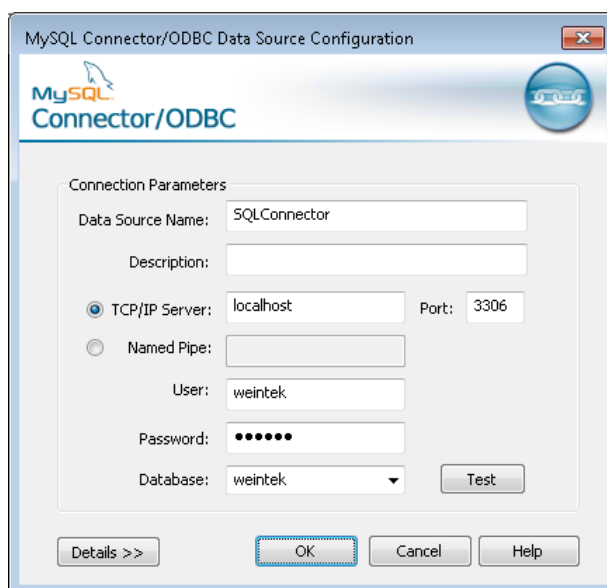 MySQL Connector/ODBC Data Source Configuration
MySQL
Connector/ODBC
Connection Parameters
Data Source Name: SQLConnector
Description:
TCP/IP Server: localhost Port: 3306
Named Pipe:
User: weintek
Password: ●●●●●●
Database: weintek Test
Details >> OK Cancel Help